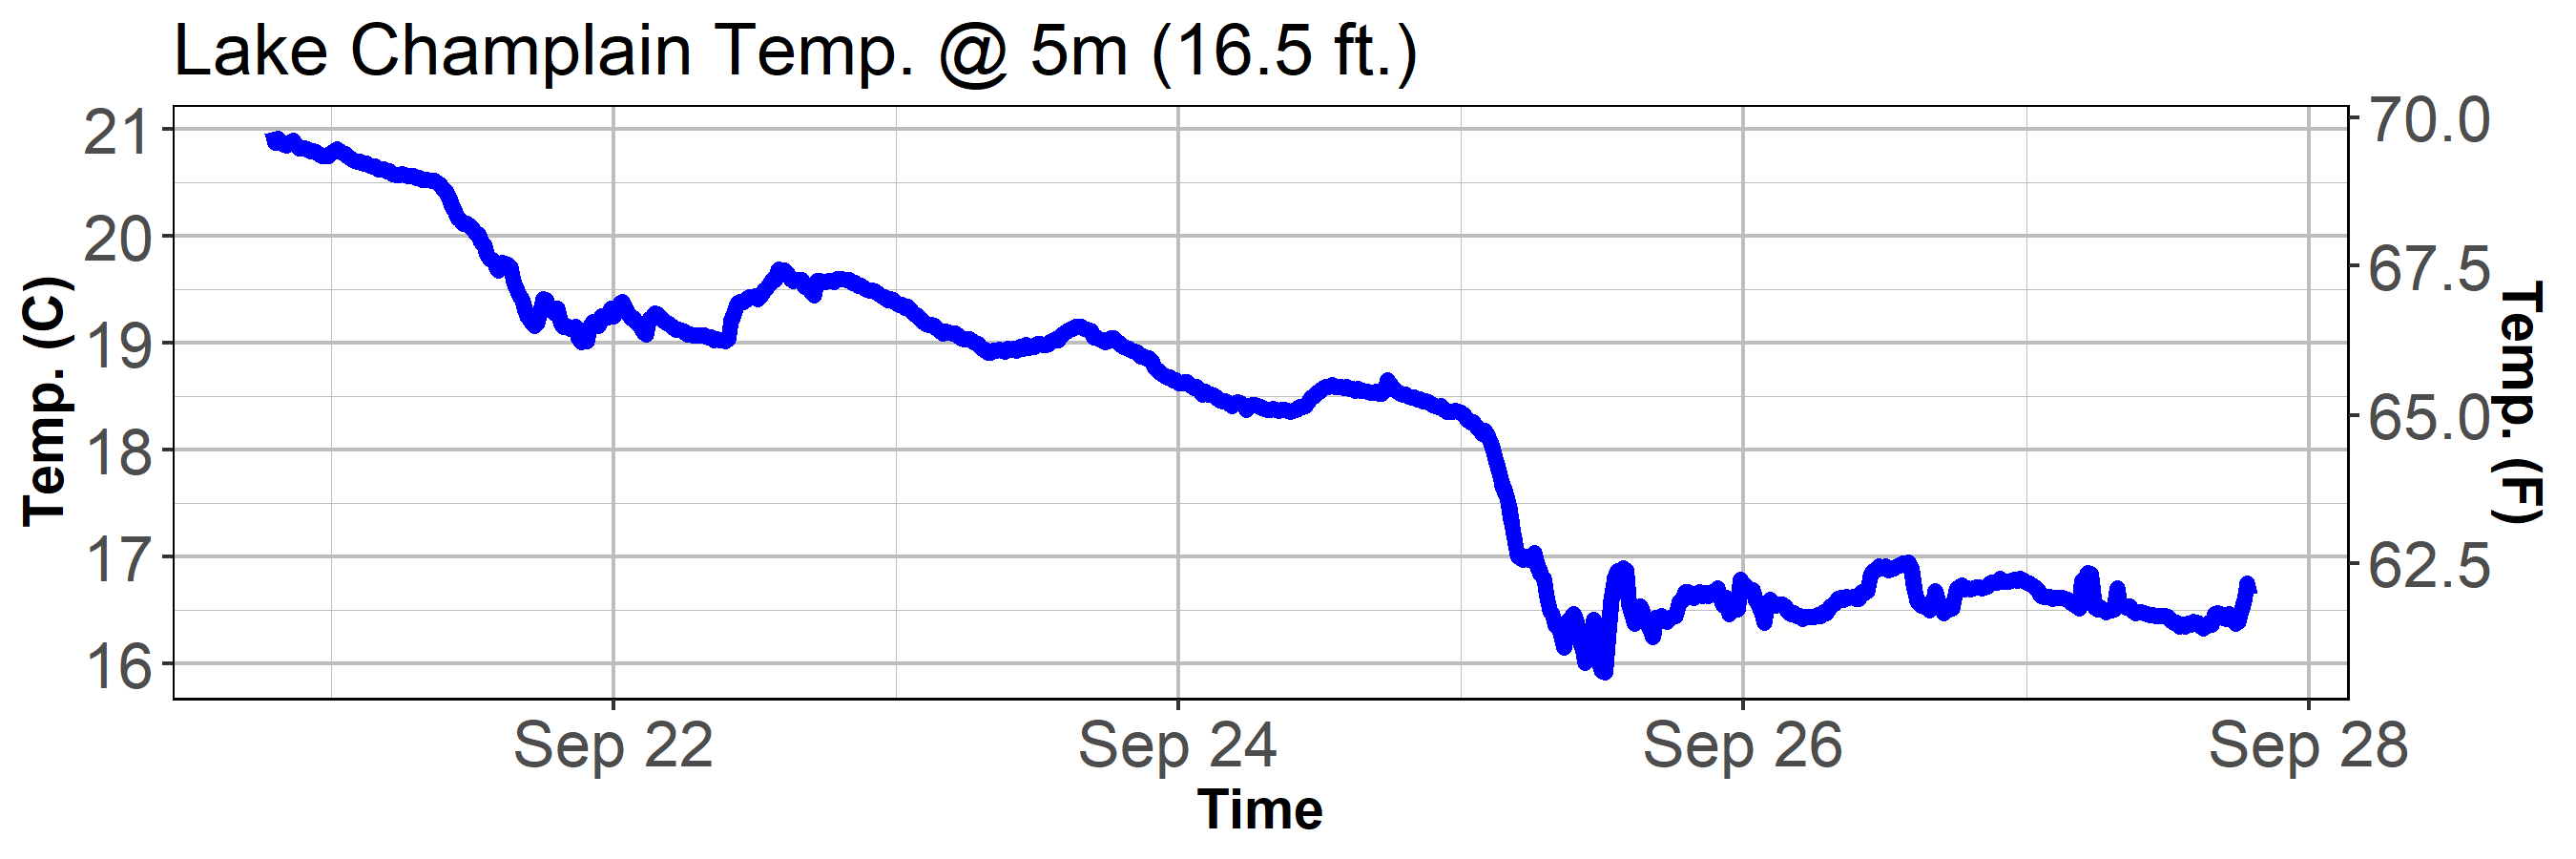 Lake Champlain Temp. @ 5m (16.5 ft.)
21
20
19
18
17
16
Temp. (C)
70.0
67.5
65.0
62.5
Temp. (F)
Sep 22
Sep 24
Sep 26
Sep 28
Time